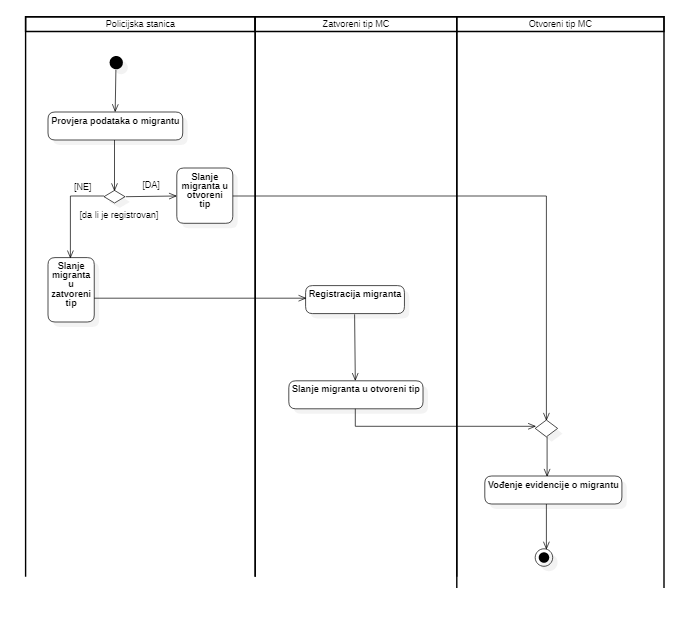 Policijska stanica
Zatvoreni tip MC
Otvoreni tip MC
Provjera podataka o migrantu
[NE]
[DA]
[da li je registrovan]
Slanje
migranta u
otvoreni
tip
Slanje
migranta
u
zatvoreni
tip
Registracija migranta
Slanje migranta u otvoreni tip
Vođenje evidencije o migrantu